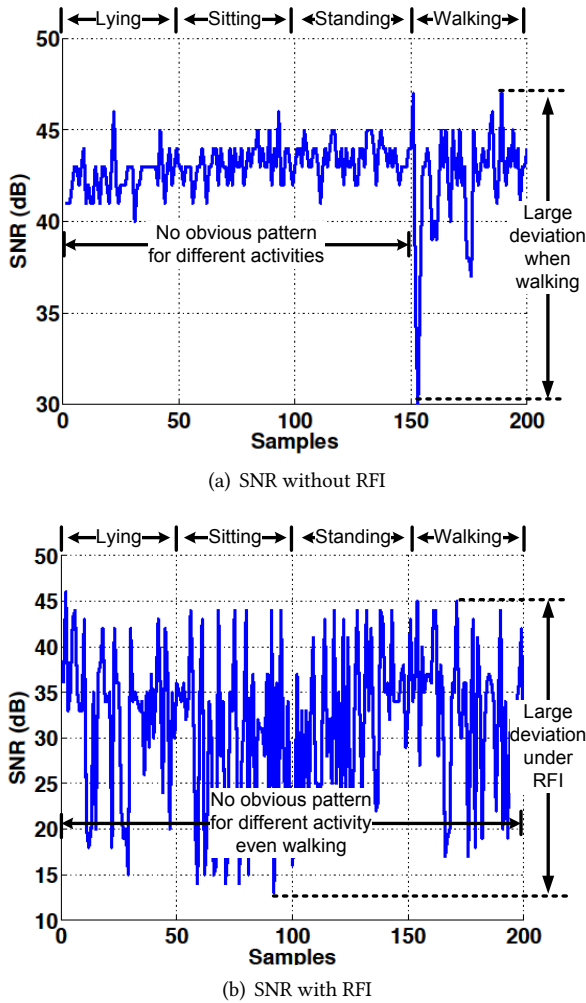 Lying Sitting Standing Walking
50
45
40
35
30
SNR (dB)
No obvious pattern
for different activities
Large
deviation
when
walking
0 50 100 150 200
Samples
(a) SNR without RFI
Lying Sitting Standing Walking
50
45
40
35
30
25
20
15
10
SNR (dB)
No obvious pattern
for different activity
even walking
Large
deviation
under
RFI
0 50 100 150 200
Samples
(b) SNR with RFI